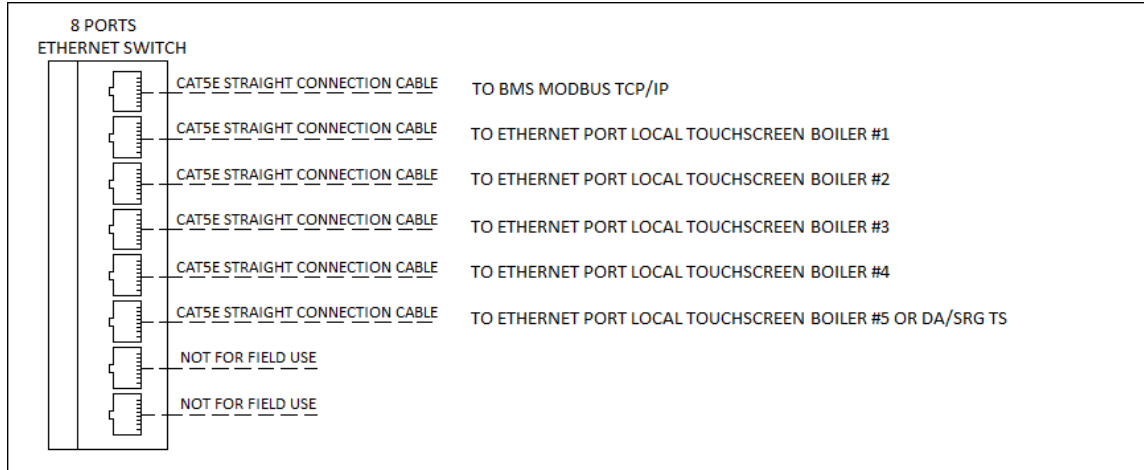 8 PORTS
ETHERNET SWITCH
CAT5E STRAIGHT CONNECTION CABLE TO BMS MODBUS TCP/IP
CAT5E STRAIGHT CONNECTION CABLE TO ETHERNET PORT LOCAL TOUCHSCREEN BOILER #1
CAT5E STRAIGHT CONNECTION CABLE TO ETHERNET PORT LOCAL TOUCHSCREEN BOILER #2
CAT5E STRAIGHT CONNECTION CABLE TO ETHERNET PORT LOCAL TOUCHSCREEN BOILER #3
CAT5E STRAIGHT CONNECTION CABLE TO ETHERNET PORT LOCAL TOUCHSCREEN BOILER #4
CAT5E STRAIGHT CONNECTION CABLE TO ETHERNET PORT LOCAL TOUCHSCREEN BOILER #5 OR DA/SRG TS
NOT FOR FIELD USE
NOT FOR FIELD USE